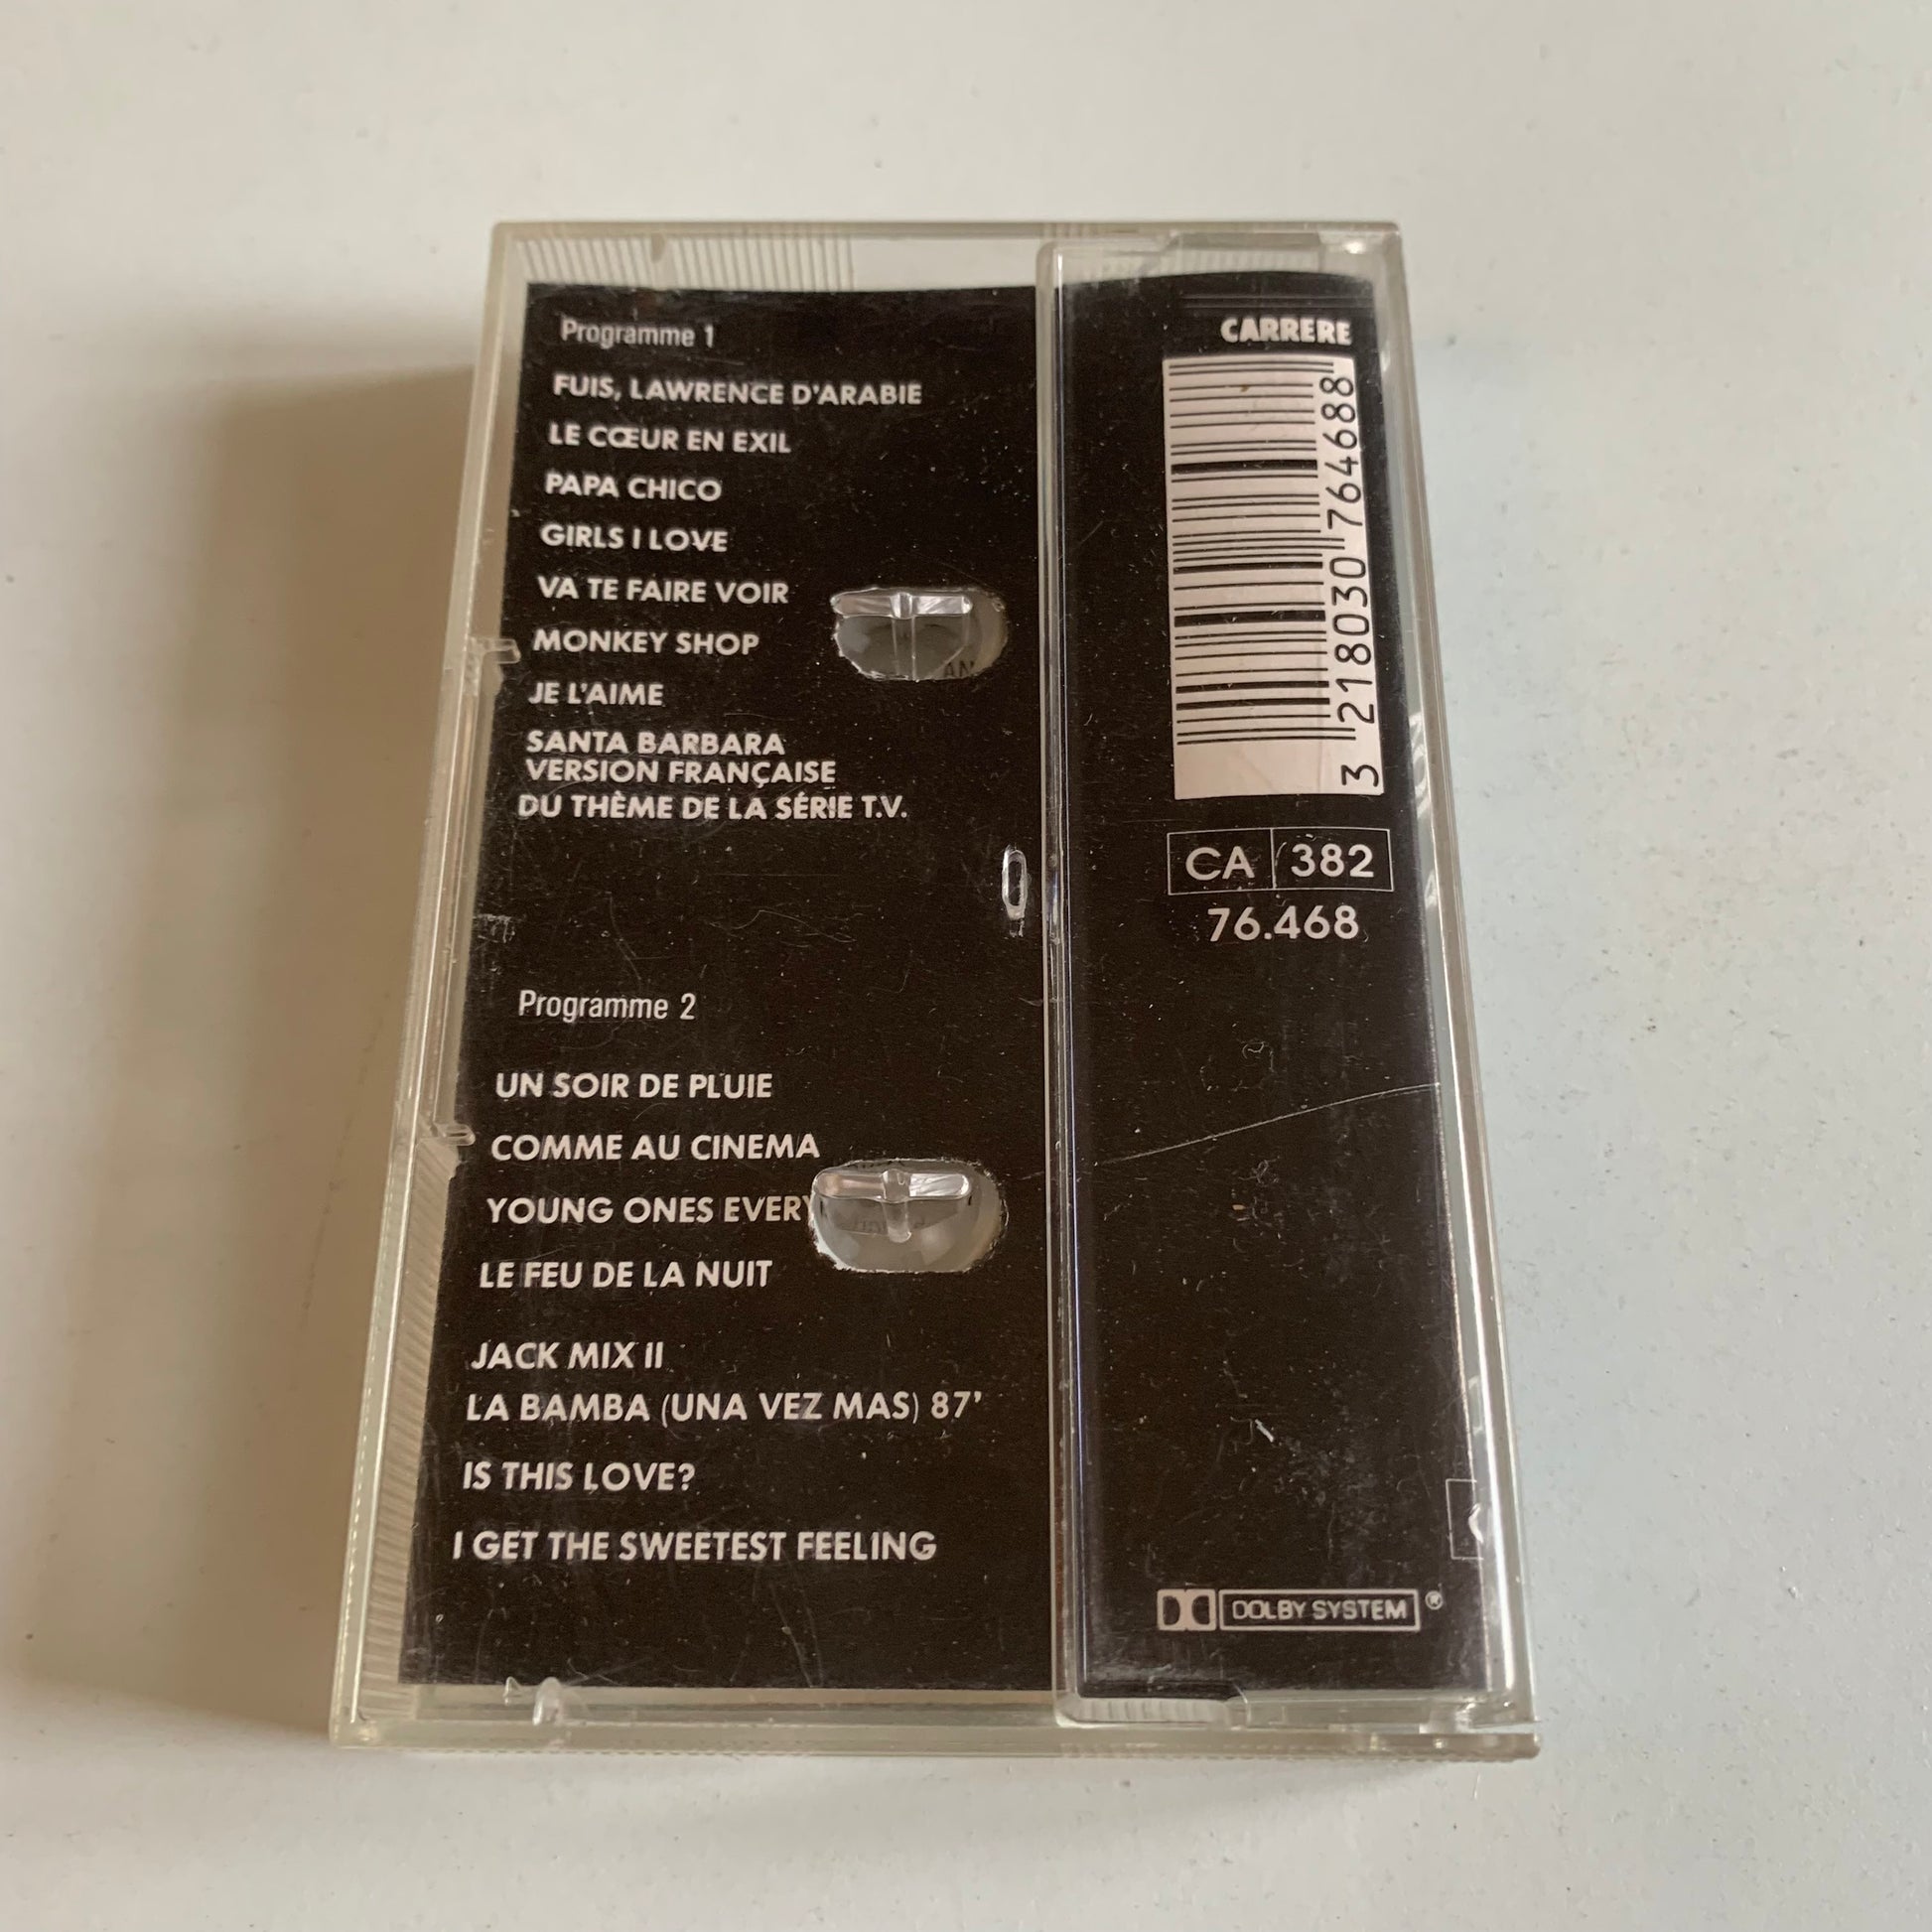 Programme 1
FUIS, LAWRENCE D'ARABIE
LE CŒUR EN EXIL
PAPA CHICO
GIRLS I LOVE
VA TE FAIRE VOIR
MONKEY SHOP
JE L'AIME
SANTA BARBARA
VERSION FRANÇAISE
DU THÈME DE LA SÉRIE T.V.
Programme 2
UN SOIR DE PLUIE
COMME AU CINEMA
YOUNG ONES EVERY
LE FEU DE LA NUIT
JACK MIX II
LA BAMBA (UNA VEZ MAS) 87'
IS THIS LOVE?
I GET THE SWEETEST FEELING
CARRERE
3 218030 764688
CA 382
76.468
DOLBY SYSTEM ®